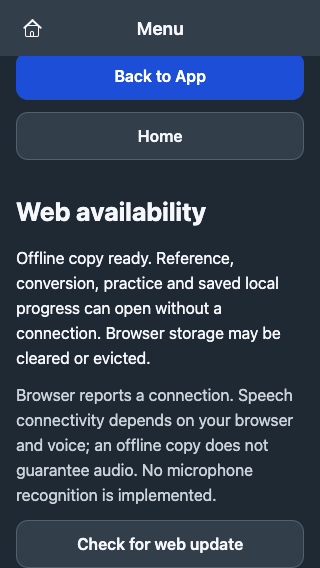 Menu
Back to App
Home
Web availability
Offline copy ready. Reference,
conversion, practice and saved local
progress can open without a
connection. Browser storage may be
cleared or evicted.
Browser reports a connection. Speech
connectivity depends on your browser
and voice; an offline copy does not
guarantee audio. No microphone
recognition is implemented.
Check for web update